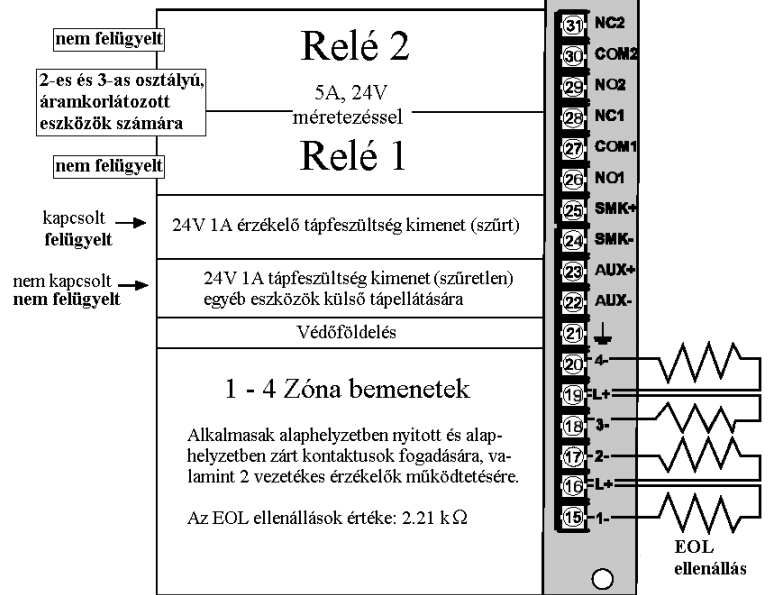 nem felügyelt
2-es és 3-as osztályú,
áramkorlátozott
eszközök számára
nem felügyelt
kapcsolt
felügyelt
nem kapcsolt
nem felügyelt
Relé 2
5A, 24V
méretezéssel
Relé 1
24V 1A érzékelő tápfeszültség kimenet (szűrt)
24V 1A tápfeszültség kimenet (szűretlen)
egyéb eszközök külső tápellátására
Védőföldelés
1 - 4 Zóna bemenetek
Alkalmasak alaphelyzetben nyitott és alap-
helyzetben zárt kontaktusok fogadására, va-
lamint 2 vezetékes érzékelők működtetésére.
Az EOL ellenállások értéke: 2.21 kΩ
31 NC2
30 COM2
29 NO2
28 NC1
27 COM1
26 NO1
25 SMK+
24 SMK-
23 AUX+
22 AUX-
21
20 4-
19 L+
18 3-
17 2-
16 L+
15 1-
EOL
ellenállás